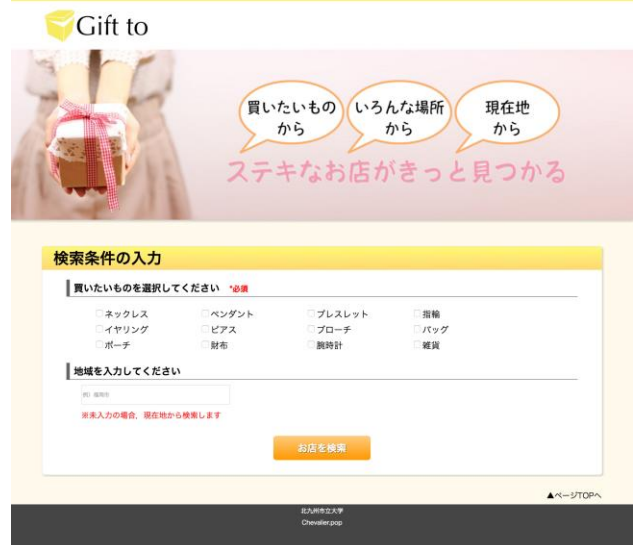 Gift to
買いたいもの
から
いろんな場所
から
現在地
から
ステキなお店がきっと見つかる
検索条件の入力
買いたいものを選択してください *必須
ネックレス ペンダント ブレスレット 指輪
イヤリング ピアス ブローチ バッグ
ポーチ 財布 腕時計 雑貨
地域を入力してください
例) 福岡市
※未入力の場合, 現在地から検索します
お店を検索
▲ページTOPへ
北九州市立大学
Chevalier.pop